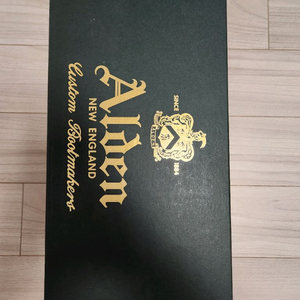 Alden
NEW ENGLAND
Custom Bootmakers
SINCE 1884